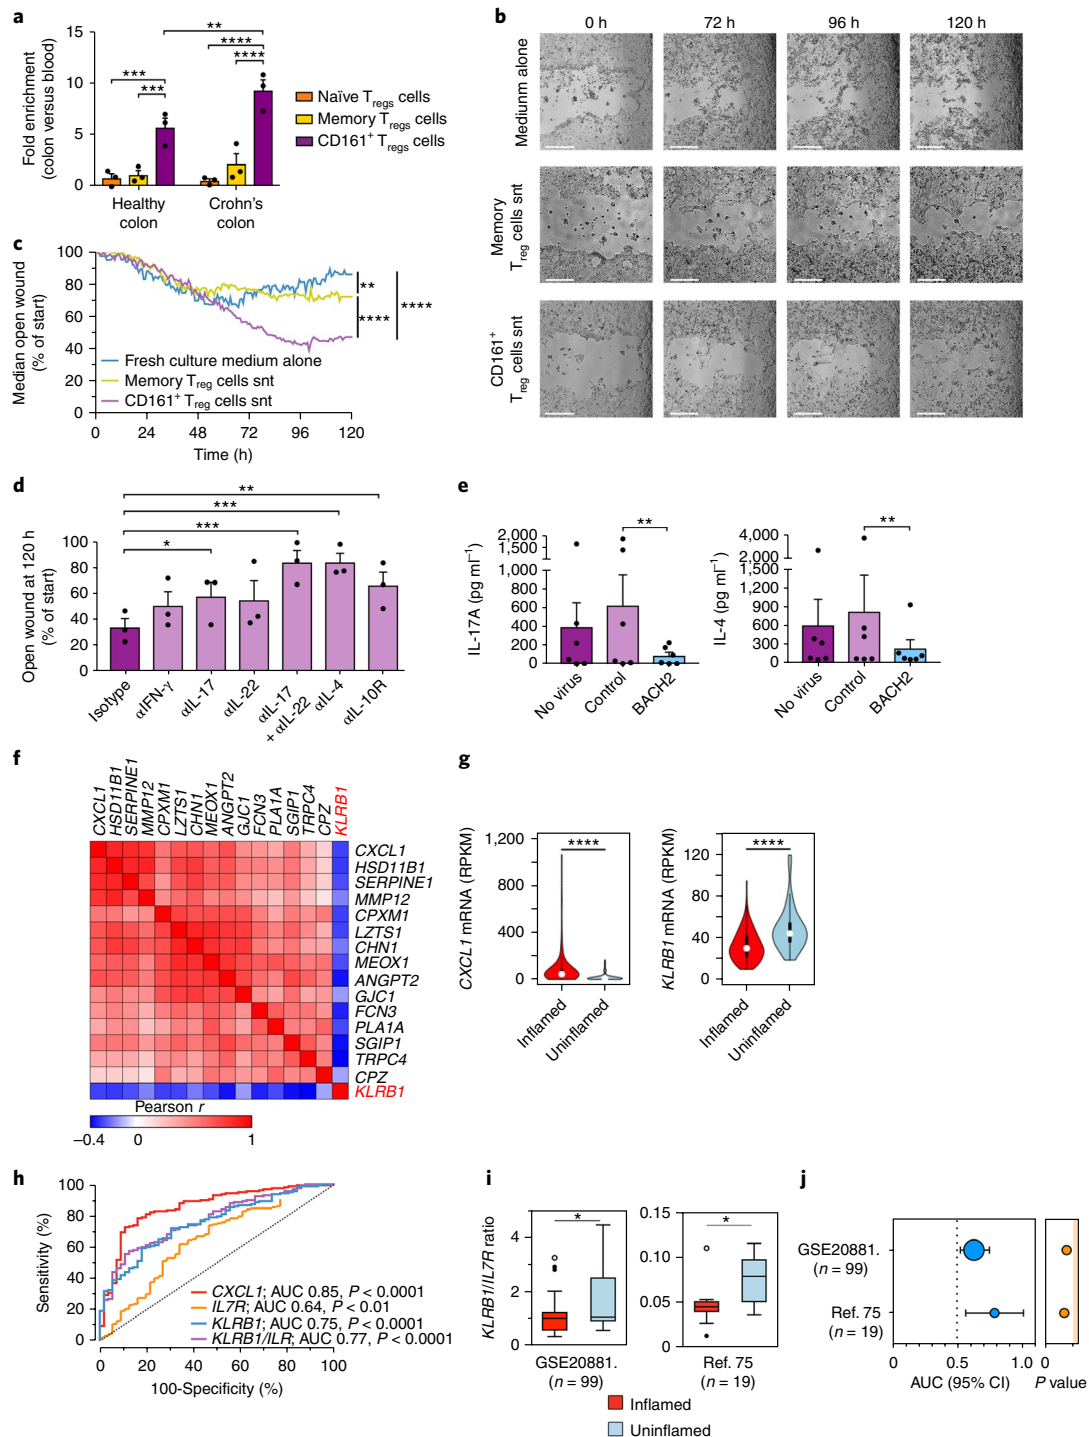 a
Fold enrichment
(colon versus blood)
15
10
5
0
**
****
****
***
***
Healthy
colon
Crohn's
colon
Naïve Tregs cells
Memory Tregs cells
CD161+ Tregs cells
b
0 h
72 h
96 h
120 h
Mediunm alone
Memory
Treg cells snt
CD161+
Treg cells snt
c
Median open wound
(% of start)
100
80
60
40
20
0
**
****
****
Fresh culture medium alone
Memory Treg cells snt
CD161+ Treg cells snt
0
24
48
72
96
120
Time (h)
d
Open wound at 120 h
(% of start)
100
80
60
40
20
0
**
***
***
*
Isotype
αIFN-γ
αIL-17
αIL-22
αIL-17
+ αIL-22
αIL-4
αIL-10R
e
IL-17A (pg ml−1)
2,000
1,500
1,000
800
600
400
200
0
**
No virus
Control
BACH2
IL-4 (pg ml−1)
4,000
2,000
1,500
1,200
900
600
300
0
**
No virus
Control
BACH2
f
CXCL1
HSD11B1
SERPINE1
MMP12
CPXM1
LZTS1
CHN1
MEOX1
ANGPT2
GJC1
FCN3
PLA1A
SGIP1
TRPC4
CPZ
KLRB1
CXCL1
HSD11B1
SERPINE1
MMP12
CPXM1
LZTS1
CHN1
MEOX1
ANGPT2
GJC1
FCN3
PLA1A
SGIP1
TRPC4
CPZ
KLRB1
Pearson r
−0.4
0
1
g
CXCL1 mRNA (RPKM)
1,200
800
400
0
****
Inflamed
Uninflamed
KLRB1 mRNA (RPKM)
120
80
40
0
****
Inflamed
Uninflamed
h
Sensitivity (%)
100
80
60
40
20
0
CXCL1; AUC 0.85, P < 0.0001
IL7R; AUC 0.64, P < 0.01
KLRB1; AUC 0.75, P < 0.0001
KLRB1/ILR; AUC 0.77, P < 0.0001
0
20
40
60
80
100
100-Specificity (%)
i
KLRB1/IL7R ratio
4
2
0
*
GSE20881.
(n = 99)
0.15
0.10
0.05
0
*
Ref. 75
(n = 19)
Inflamed
Uninflamed
j
GSE20881.
(n = 99)
Ref. 75
(n = 19)
0
0.5
1.0
AUC (95% CI)
0
P value